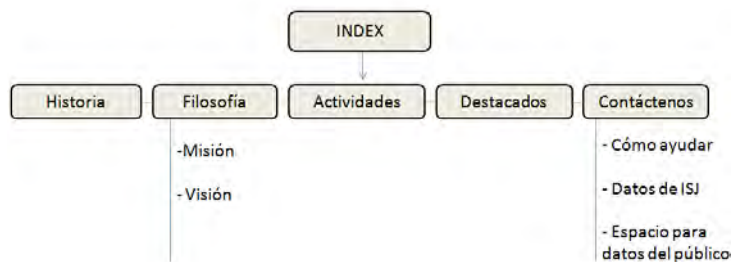 INDEX
Historia
Filosofía
Actividades
Destacados
Contáctenos
-Misión
- Visión
- Cómo ayudar
- Datos de ISJ
- Espacio para
datos del público